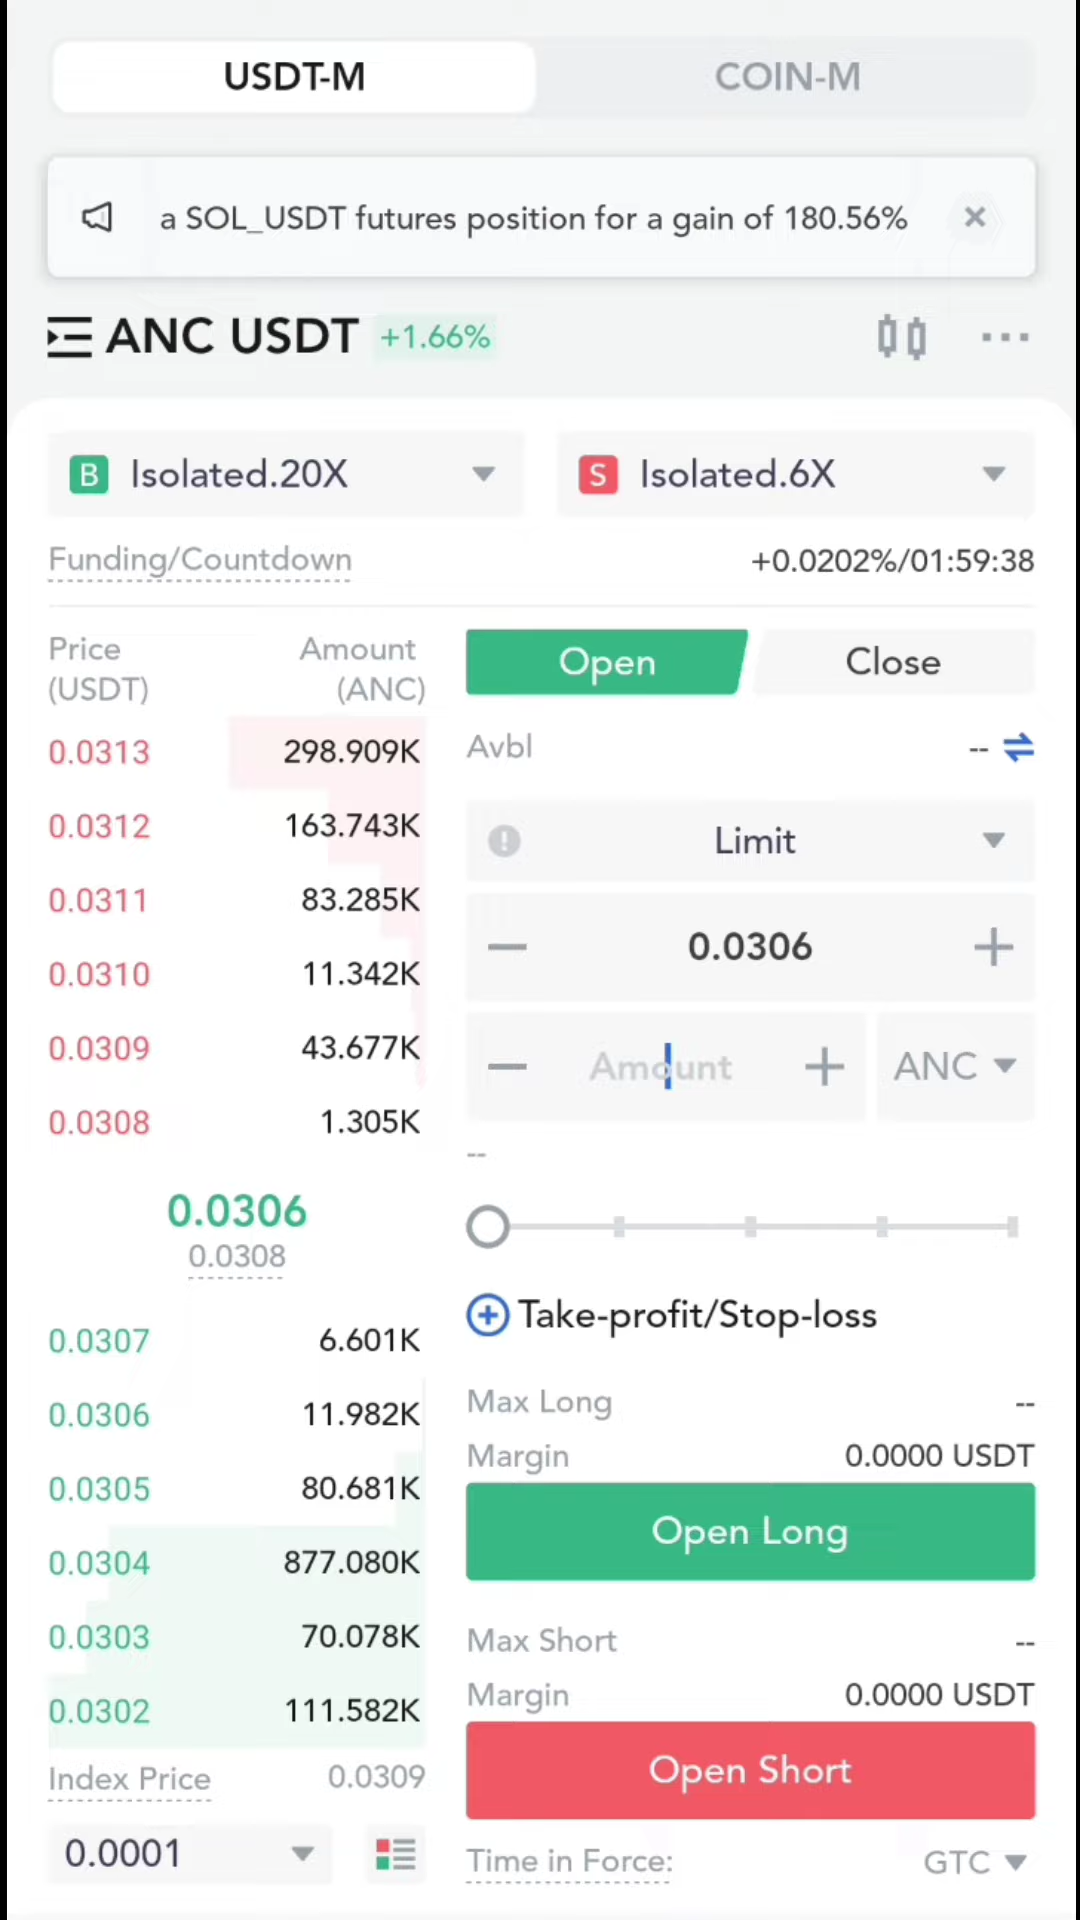 USDT-M COIN-M
a SOL_USDT futures position for a gain of 180.56%
ANC USDT +1.66%
B Isolated.20X S Isolated.6X
Funding/Countdown +0.0202%/01:59:38
Price Amount
(USDT) (ANC)
Open Close
0.0313 298.909K
Avbl --
0.0312 163.743K
Limit
0.0311 83.285K
0.0306
0.0310 11.342K
0.0309 43.677K
Amount ANC
0.0308 1.305K
--
0.0306
0.0308
Take-profit/Stop-loss
0.0307 6.601K
Max Long --
0.0306 11.982K
Margin 0.0000 USDT
0.0305 80.681K
Open Long
0.0304 877.080K
0.0303 70.078K
Max Short --
0.0302 111.582K
Margin 0.0000 USDT
Index Price 0.0309
Open Short
0.0001
Time in Force: GTC